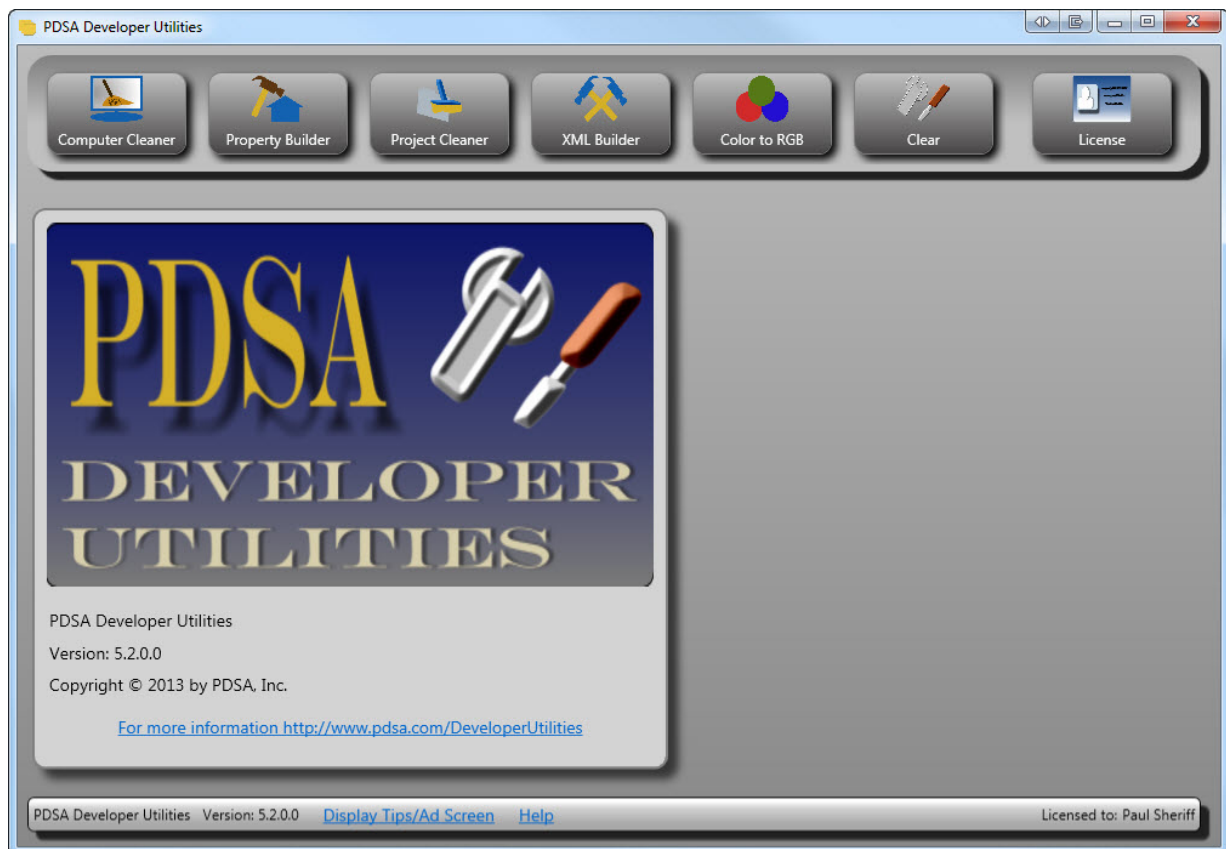 PDSA Developer Utilities
Computer Cleaner
Property Builder
Project Cleaner
XML Builder
Color to RGB
Clear
License
PDSA
DEVELOPER
UTILITIES
PDSA Developer Utilities
Version: 5.2.0.0
Copyright © 2013 by PDSA, Inc.
For more information http://www.pdsa.com/DeveloperUtilities
PDSA Developer Utilities Version: 5.2.0.0 Display Tips/Ad Screen Help Licensed to: Paul Sheriff